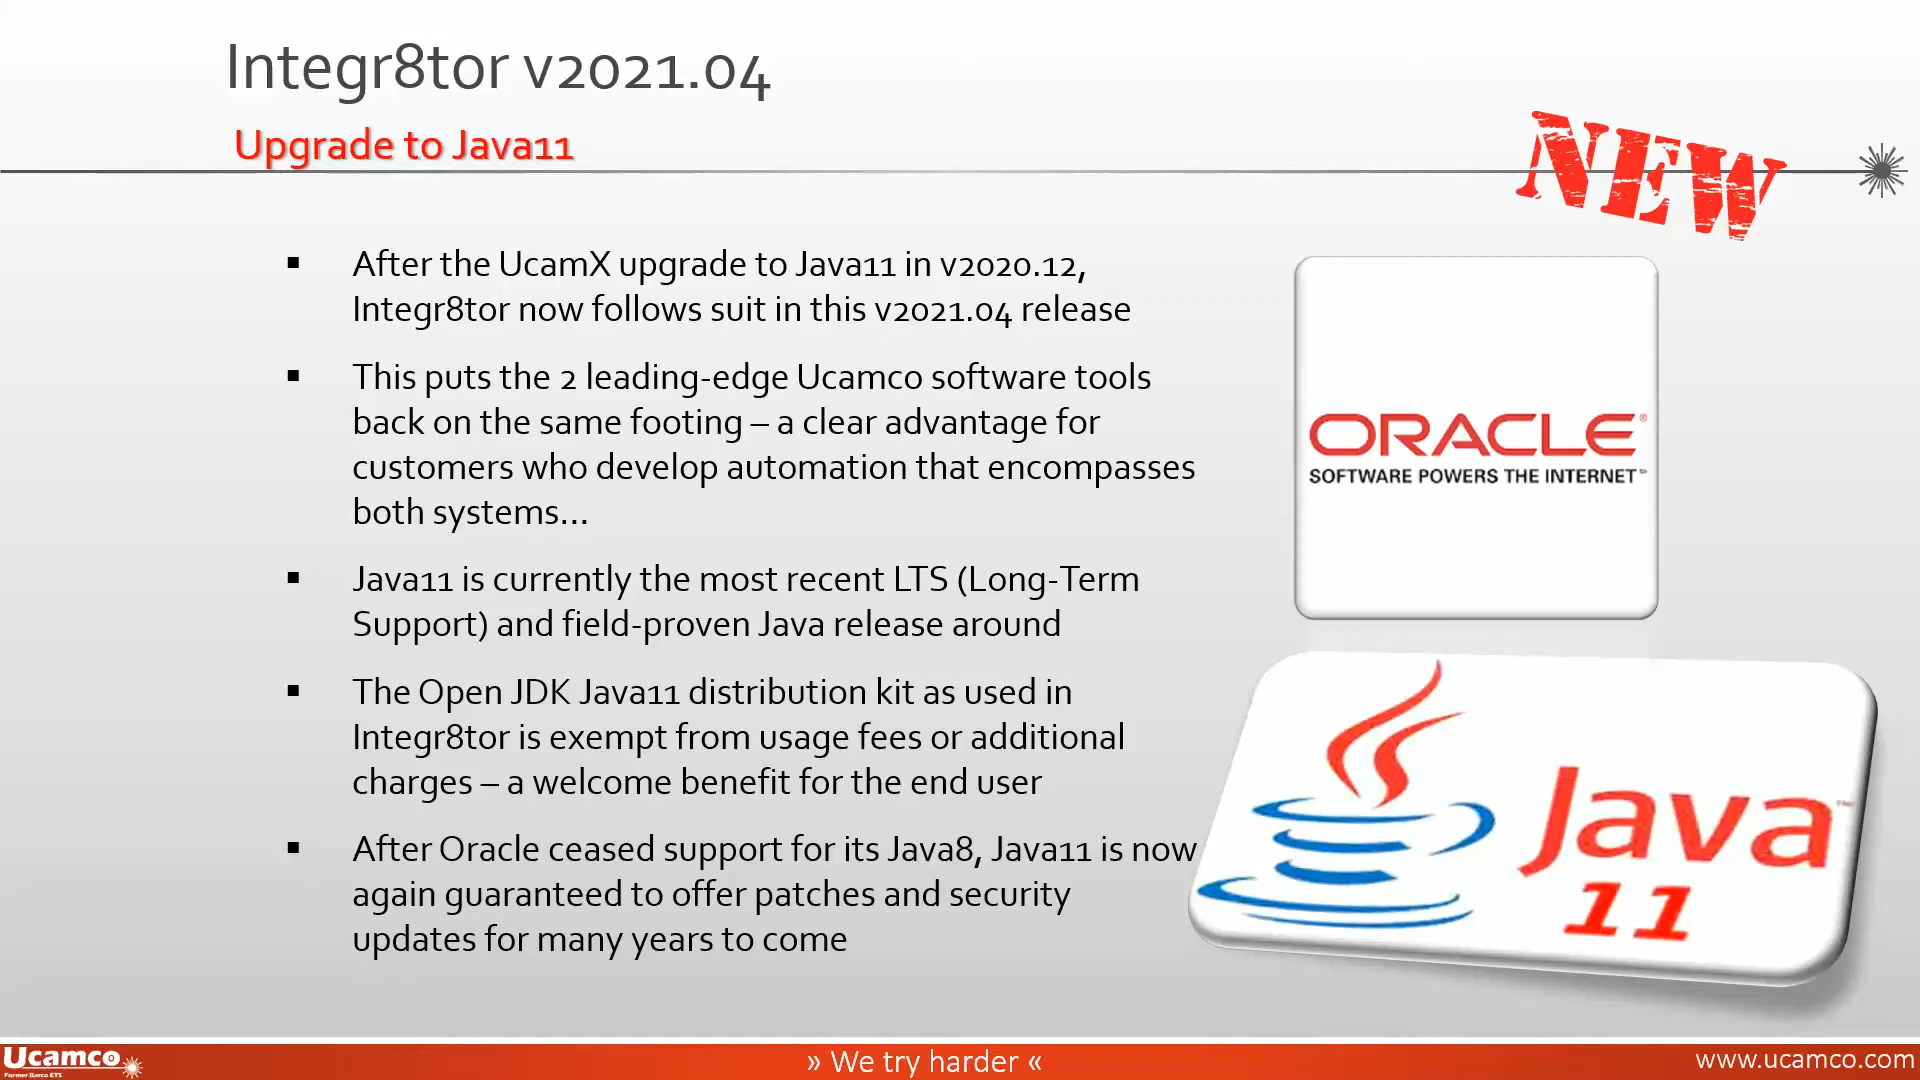 Integr8tor v2021.04
Upgrade to Java11
NEW
▪ After the UcamX upgrade to Java11 in v2020.12,
Integr8tor now follows suit in this v2021.04 release
▪ This puts the 2 leading-edge Ucamco software tools
back on the same footing – a clear advantage for
customers who develop automation that encompasses
both systems…
▪ Java11 is currently the most recent LTS (Long-Term
Support) and field-proven Java release around
▪ The Open JDK Java11 distribution kit as used in
Integr8tor is exempt from usage fees or additional
charges – a welcome benefit for the end user
▪ After Oracle ceased support for its Java8, Java11 is now
again guaranteed to offer patches and security
updates for many years to come
ORACLE®
SOFTWARE POWERS THE INTERNET℠
Java™
11
Ucamco
Former Barco ETS
» We try harder «
www.ucamco.com